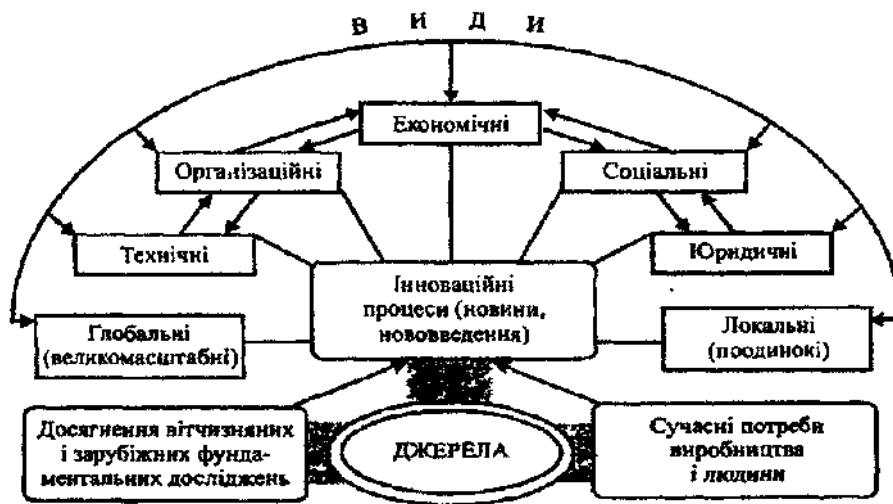 В И Д И
Економічні
Організаційні
Соціальні
Технічні
Юридичні
Інноваційні
процеси (новини,
нововведення)
Глобальні
(великомасштабні)
Локальні
(поодинокі)
Досягнення вітчизняних
і зарубіжних фунда-
ментальних досліджень
ДЖЕРЕЛА
Сучасні потреби
виробництва
і людини